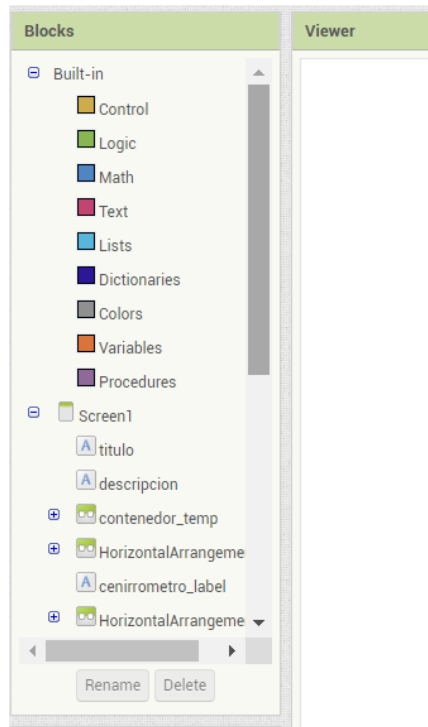 Blocks
Viewer
Built-in
Control
Logic
Math
Text
Lists
Dictionaries
Colors
Variables
Procedures
Screen1
A titulo
A descripcion
contenedor_temp
HorizontalArrangeme
A cenirrometro_label
HorizontalArrangeme
Rename Delete